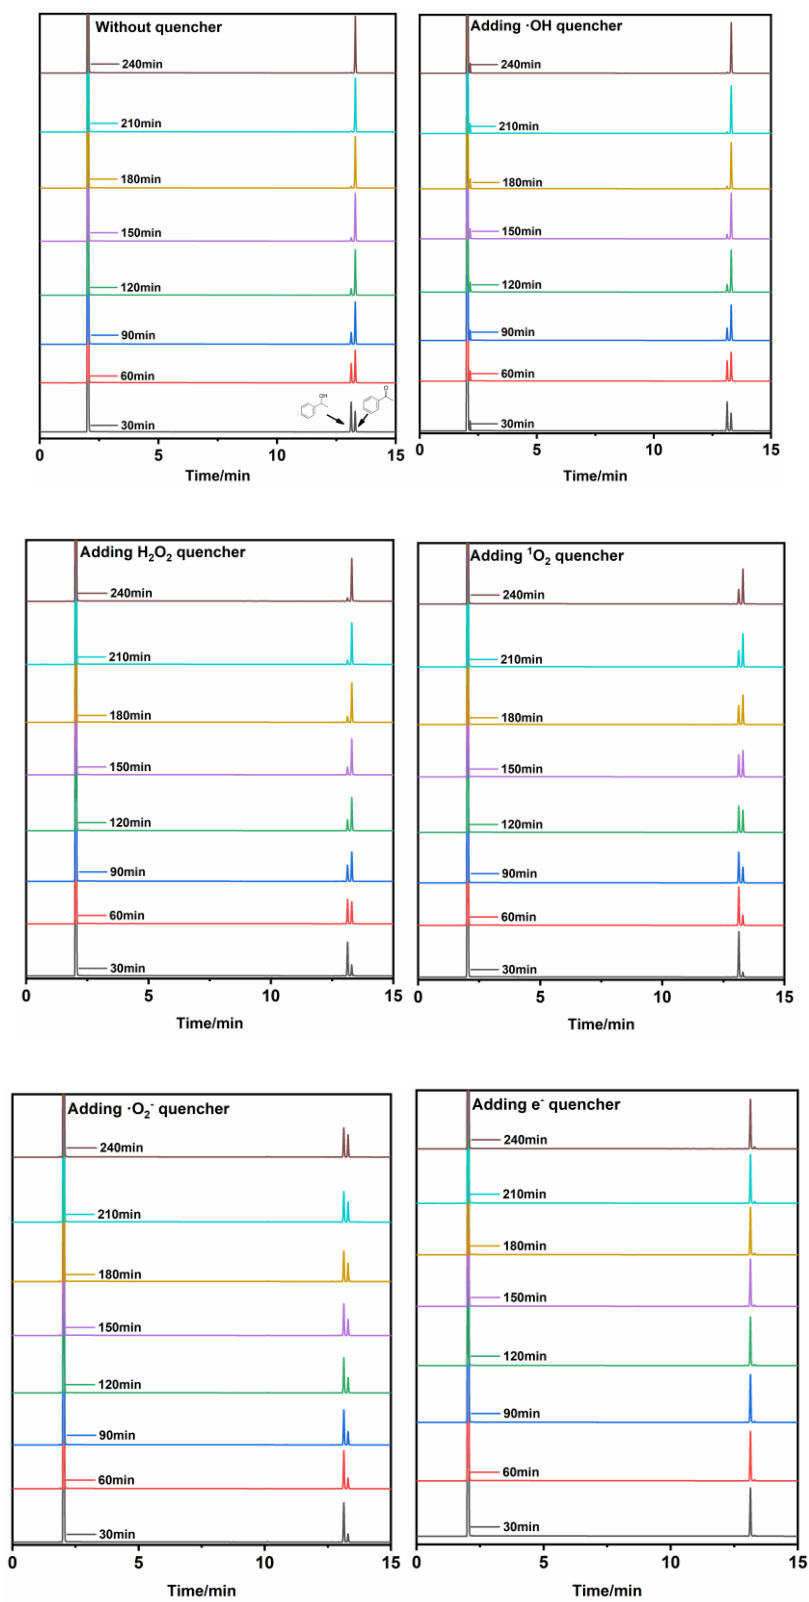 Without quencher
240min
210min
180min
150min
120min
90min
60min
30min
OH
O
0 5 10 15
Time/min
Adding ·OH quencher
240min
210min
180min
150min
120min
90min
60min
30min
0 5 10 15
Time/min
Adding H₂O₂ quencher
240min
210min
180min
150min
120min
90min
60min
30min
0 5 10 15
Time/min
Adding ¹O₂ quencher
240min
210min
180min
150min
120min
90min
60min
30min
0 5 10 15
Time/min
Adding ·O₂⁻ quencher
240min
210min
180min
150min
120min
90min
60min
30min
0 5 10 15
Time/min
Adding e⁻ quencher
240min
210min
180min
150min
120min
90min
60min
30min
0 5 10 15
Time/min